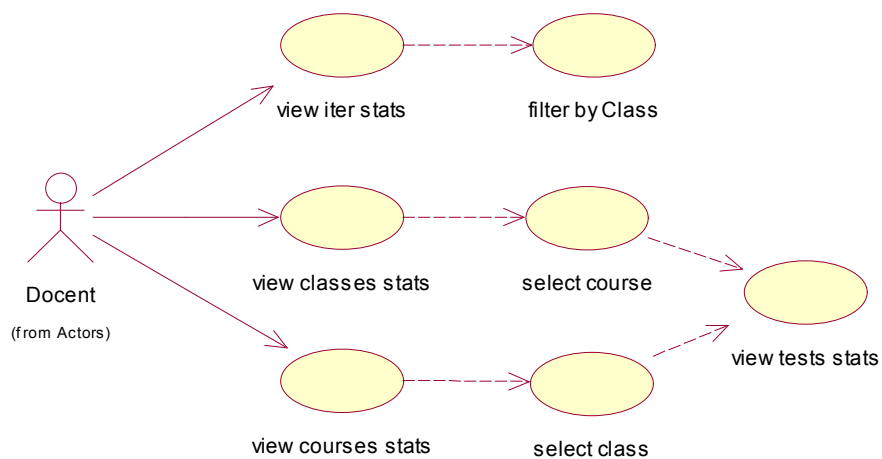 view iter stats
filter by Class
view classes stats
select course
Docent
(from Actors)
view tests stats
view courses stats
select class